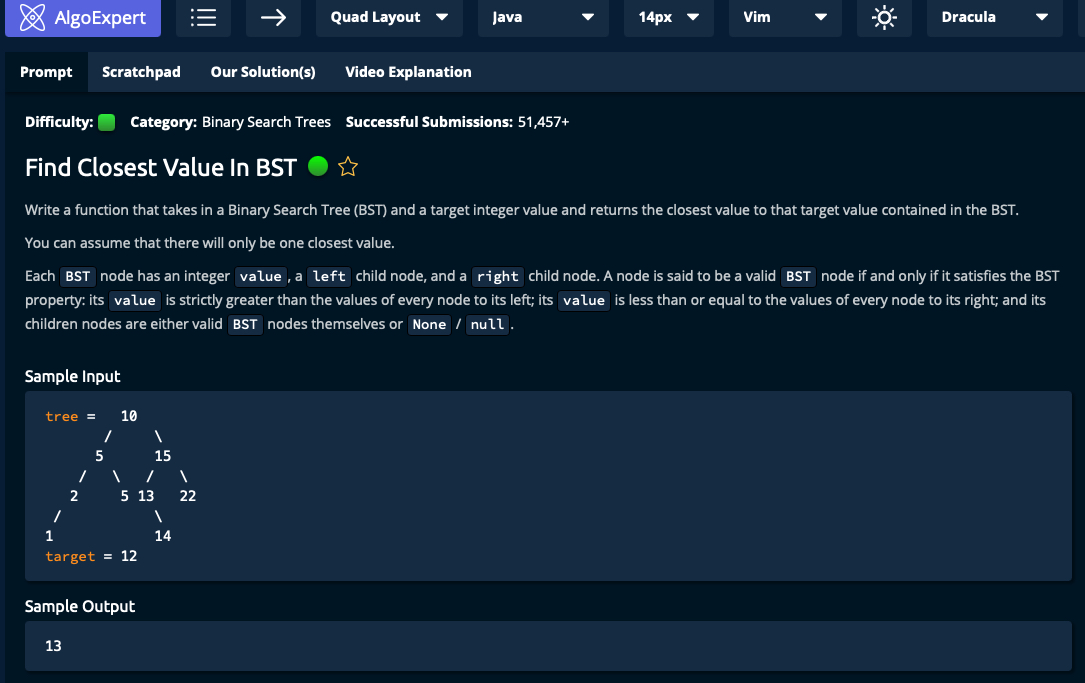 AlgoExpert Quad Layout Java 14px Vim Dracula
Prompt Scratchpad Our Solution(s) Video Explanation
Difficulty: Category: Binary Search Trees Successful Submissions: 51,457+
Find Closest Value In BST
Write a function that takes in a Binary Search Tree (BST) and a target integer value and returns the closest value to that target value contained in the BST.
You can assume that there will only be one closest value.
Each BST node has an integer value , a left child node, and a right child node. A node is said to be a valid BST node if and only if it satisfies the BST
property: its value is strictly greater than the values of every node to its left; its value is less than or equal to the values of every node to its right; and its
children nodes are either valid BST nodes themselves or None / null .
Sample Input
tree =   10
       /     \
      5      15
    /   \   /   \
   2     5 13   22
 /           \
1            14
target = 12
Sample Output
13